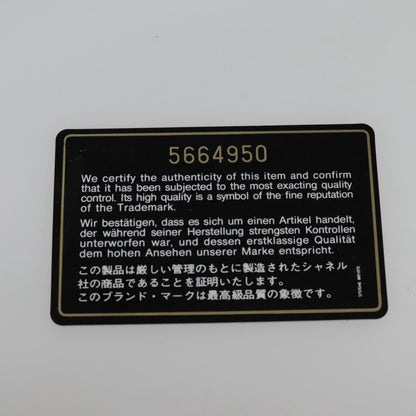 5664950
We certify the authenticity of this item and confirm
that it has been subjected to the most exacting quality
control. Its high quality is a symbol of the fine reputation
of the Trademark.
Wir bestätigen, dass es sich um einen Artikel handelt,
der während seiner Herstellung strengsten Kontrollen
unterworfen war, und dessen erstklassige Qualität
dem hohen Ansehen unserer Marke entspricht.
この製品は厳しい管理のもとに製造されたシャネル
社の商品であることを証明いたします。
このブランド・マークは最高級品質の象徴です。